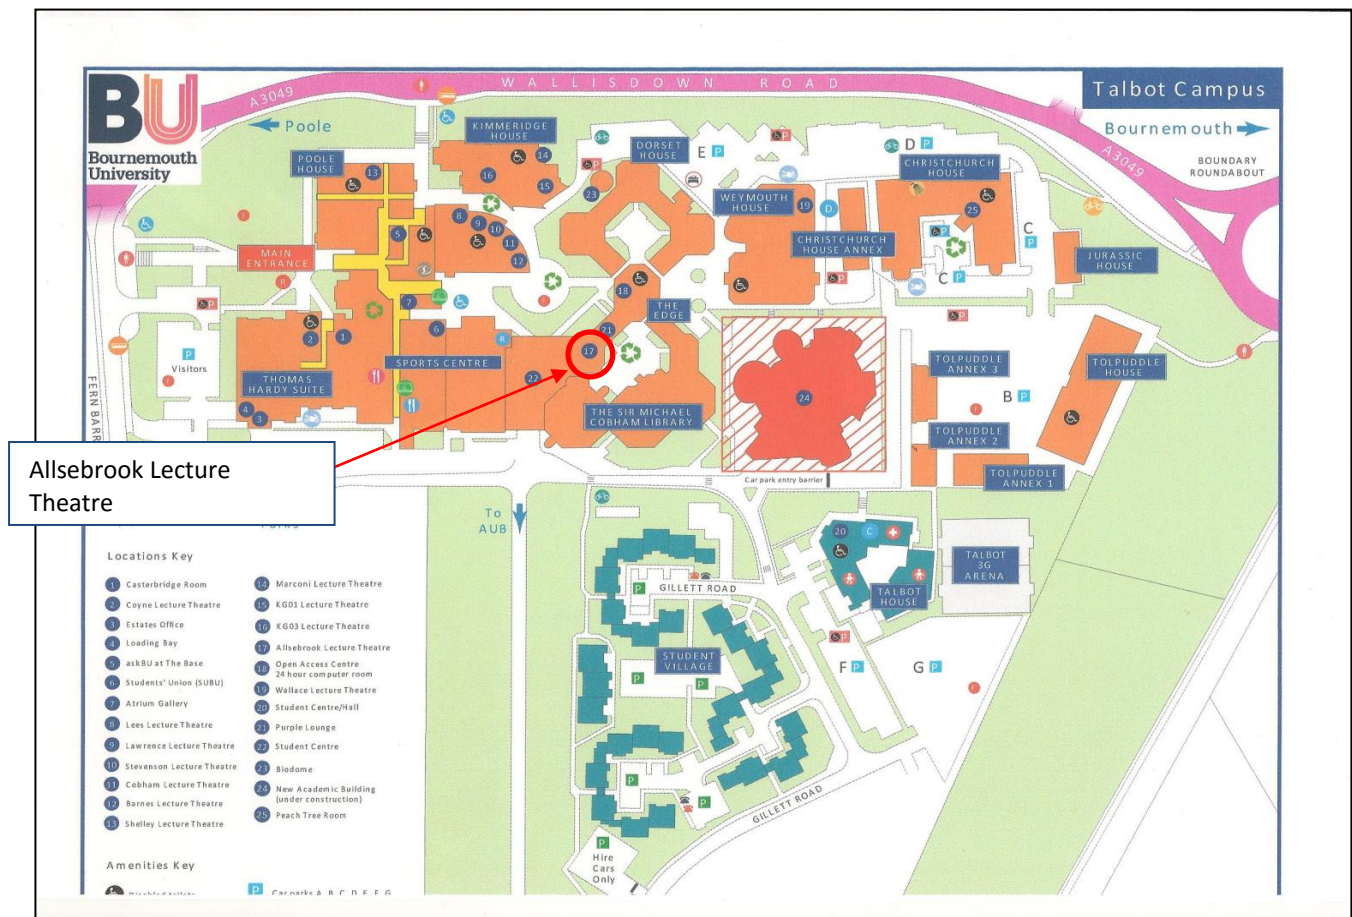 BU
Bournemouth
University
WALLISDOWN ROAD
A3049
Poole
Talbot Campus
Bournemouth
A3049
BOUNDARY
ROUNDABOUT
KIMMERIDGE
HOUSE
POOLE
HOUSE
DORSET
HOUSE
E P
D P
CHRISTCHURCH
HOUSE
WEYMOUTH
HOUSE
CHRISTCHURCH
HOUSE ANNEX
C
P
C P
JURASSIC
HOUSE
MAIN
ENTRANCE
THE
EDGE
SPORTS CENTRE
P
Visitors
THOMAS
HARDY SUITE
THE SIR MICHAEL
COBHAM LIBRARY
TOLPUDDLE
ANNEX 3
TOLPUDDLE
HOUSE
B P
TOLPUDDLE
ANNEX 2
TOLPUDDLE
ANNEX 1
FERN BARR
Allsebrook Lecture
Theatre
Car park entry barrier
To
AUB
TALBOT
3G
ARENA
TALBOT
HOUSE
GILLETT ROAD
STUDENT
VILLAGE
F P
G P
GILLETT ROAD
P
Hire
Cars
Only
Locations Key
1 Casterbridge Room
2 Coyne Lecture Theatre
3 Estates Office
4 Loading Bay
5 askBU at The Base
6 Students' Union (SUBU)
7 Atrium Gallery
8 Lees Lecture Theatre
9 Lawrence Lecture Theatre
10 Stevenson Lecture Theatre
11 Cobham Lecture Theatre
12 Barnes Lecture Theatre
13 Shelley Lecture Theatre
14 Marconi Lecture Theatre
15 KG01 Lecture Theatre
16 KG03 Lecture Theatre
17 Allsebrook Lecture Theatre
18 Open Access Centre
24 hour computer room
19 Wallace Lecture Theatre
20 Student Centre/Hall
21 Purple Lounge
22 Student Centre
23 Biodome
24 New Academic Building
(under construction)
25 Peach Tree Room
Amenities Key
Disabled toilets
P Car parks A, B, C, D, E, F, G